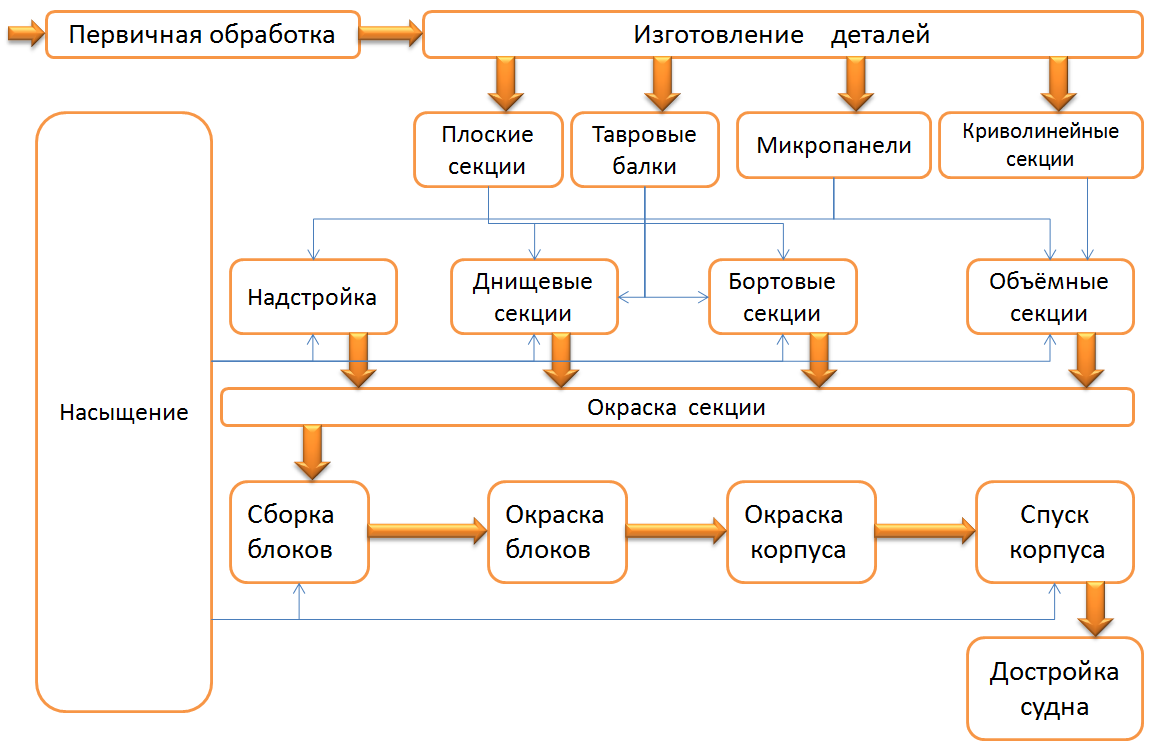 Первичная обработка
Изготовление деталей
Плоские
секции
Тавровые
балки
Микропанели
Криволинейные
секции
Надстройка
Днищевые
секции
Бортовые
секции
Объёмные
секции
Насыщение
Окраска секции
Сборка
блоков
Окраска
блоков
Окраска
корпуса
Спуск
корпуса
Достройка
судна